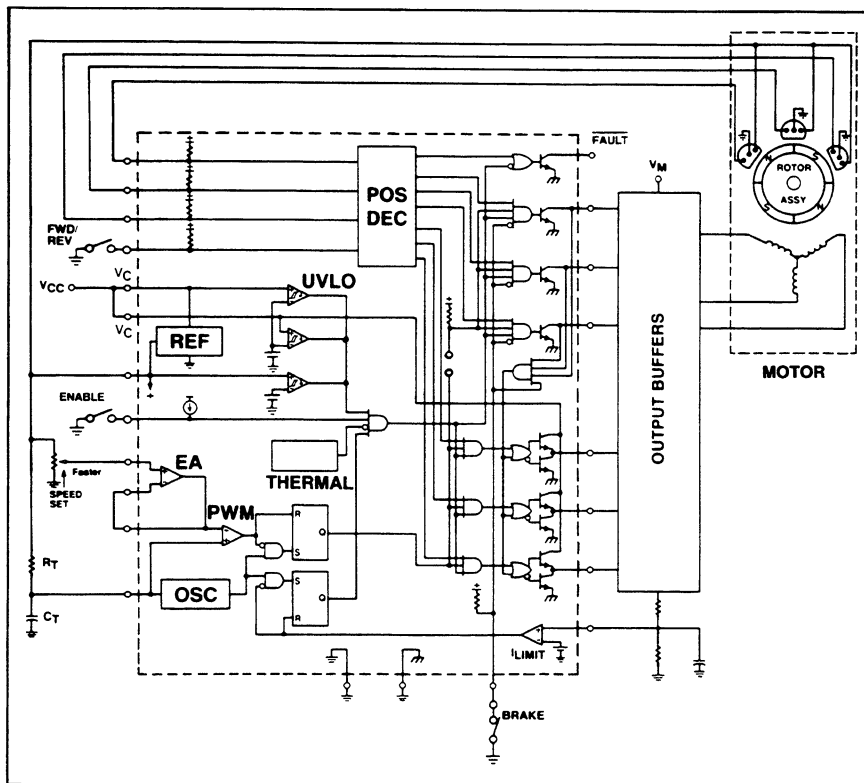 FAULT
VM
N
S
ROTOR
ASSY
S
N
POS
DEC
FWD/
REV
VC
VCC
VC
UVLO
REF
ENABLE
THERMAL
MOTOR
OUTPUT BUFFERS
EA
Faster
SPEED
SET
PWM
R
Q
S
RT
OSC
S
Q
R
CT
ILIMIT
BRAKE